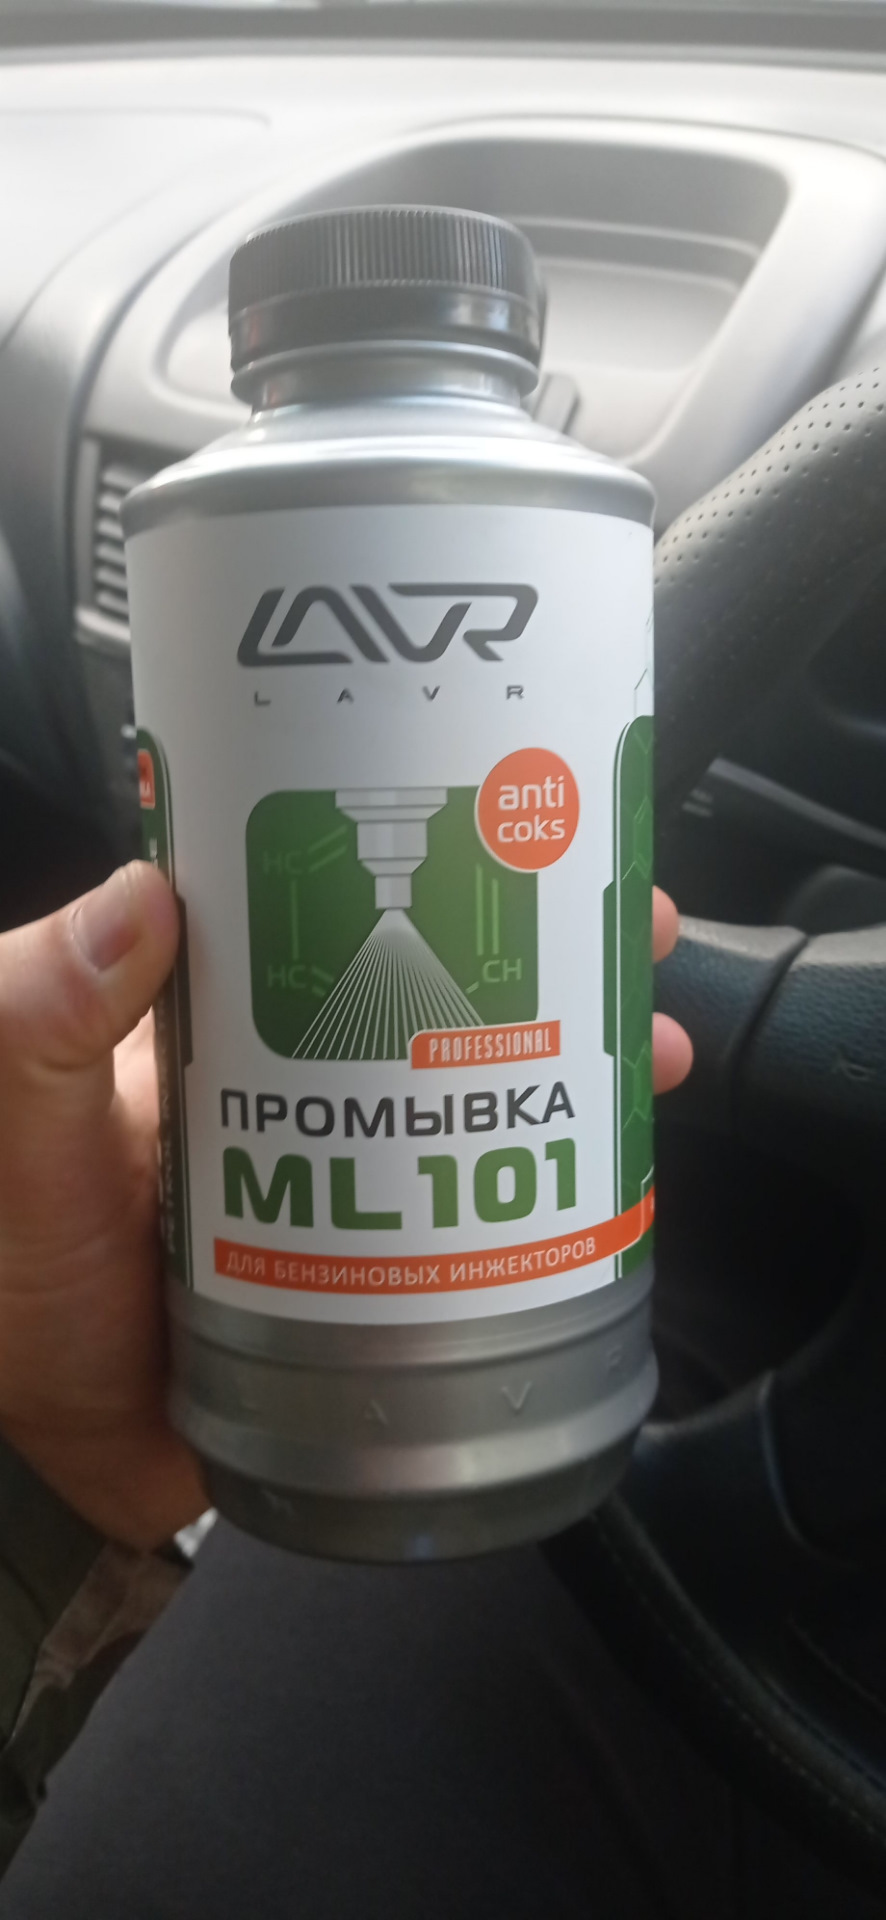 LAVR
L A V R
anti
coks
HC
HC
CH
PROFESSIONAL
ПРОМЫВКА
ML101
ДЛЯ БЕНЗИНОВЫХ ИНЖЕКТОРОВ
L A V R